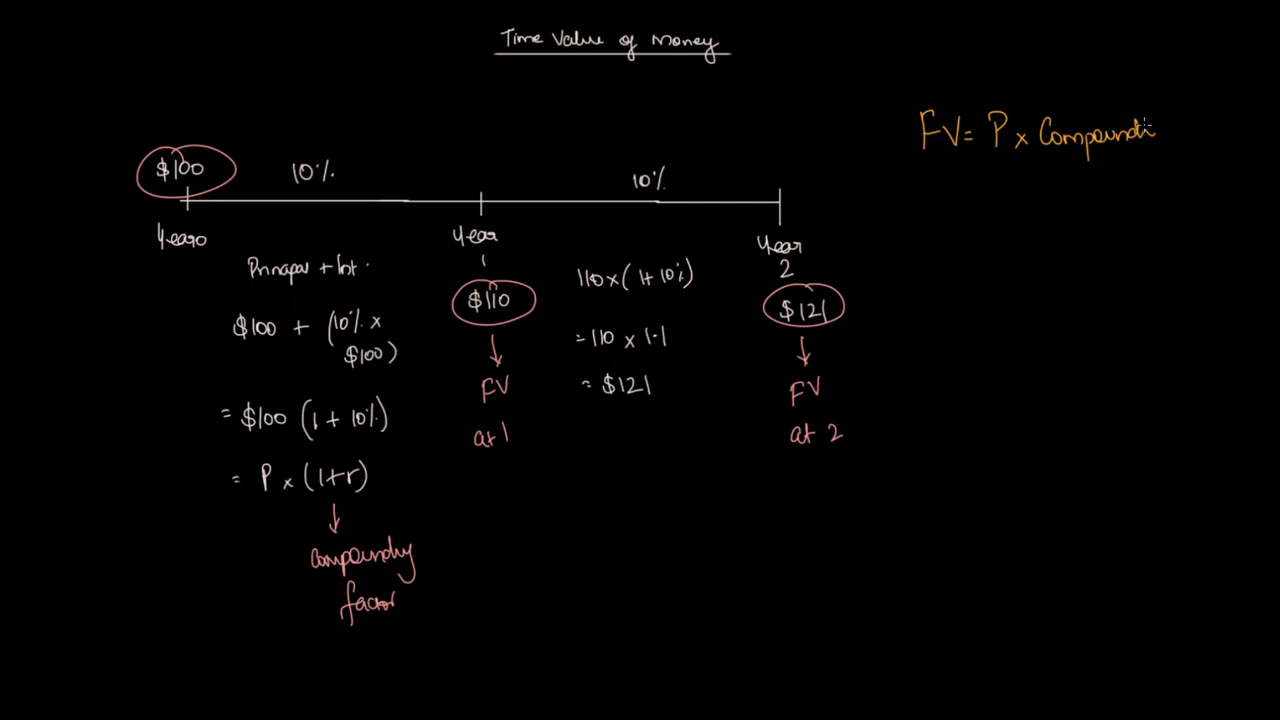 Time Value of Money
FV= P x Compoundi
$100
10%
10%
Year 0
Year
1
Year
2
Principal + Int.
$100 + (10% x
$100)
= $100 (1 + 10%)
= P x (1+r)
Compounding
factor
$110
FV
at 1
110 x (1+10%)
= 110 x 1.1
= $121
$121
FV
at 2